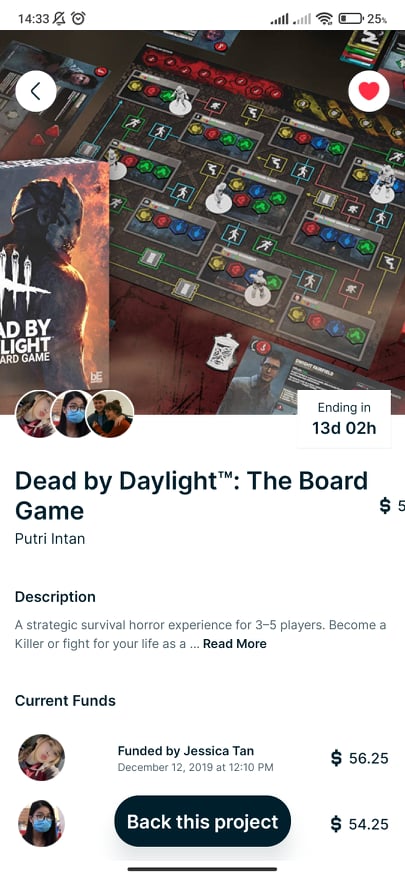 14:33
25%
AD BY
LIGHT
ARD GAME
DWIGHT FAIRFIELD
Ending in
13d 02h
Dead by Daylight™: The Board
Game
$ 5
Putri Intan
Description
A strategic survival horror experience for 3–5 players. Become a
Killer or fight for your life as a ... Read More
Current Funds
Funded by Jessica Tan
$ 56.25
December 12, 2019 at 12:10 PM
Back this project
$ 54.25